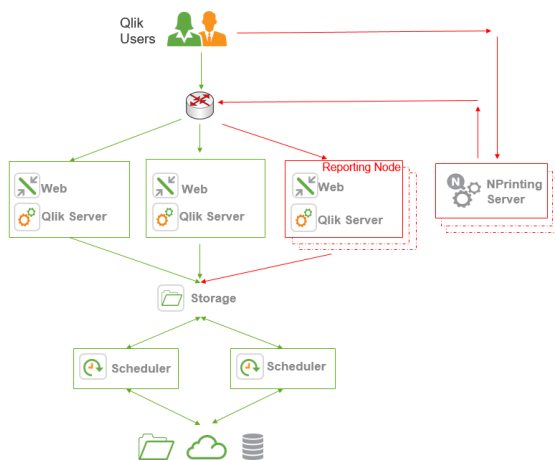 Qlik
Users
Reporting Node
Web
Qlik Server
Web
Qlik Server
Web
Qlik Server
N
NPrinting
Server
Storage
Scheduler
Scheduler